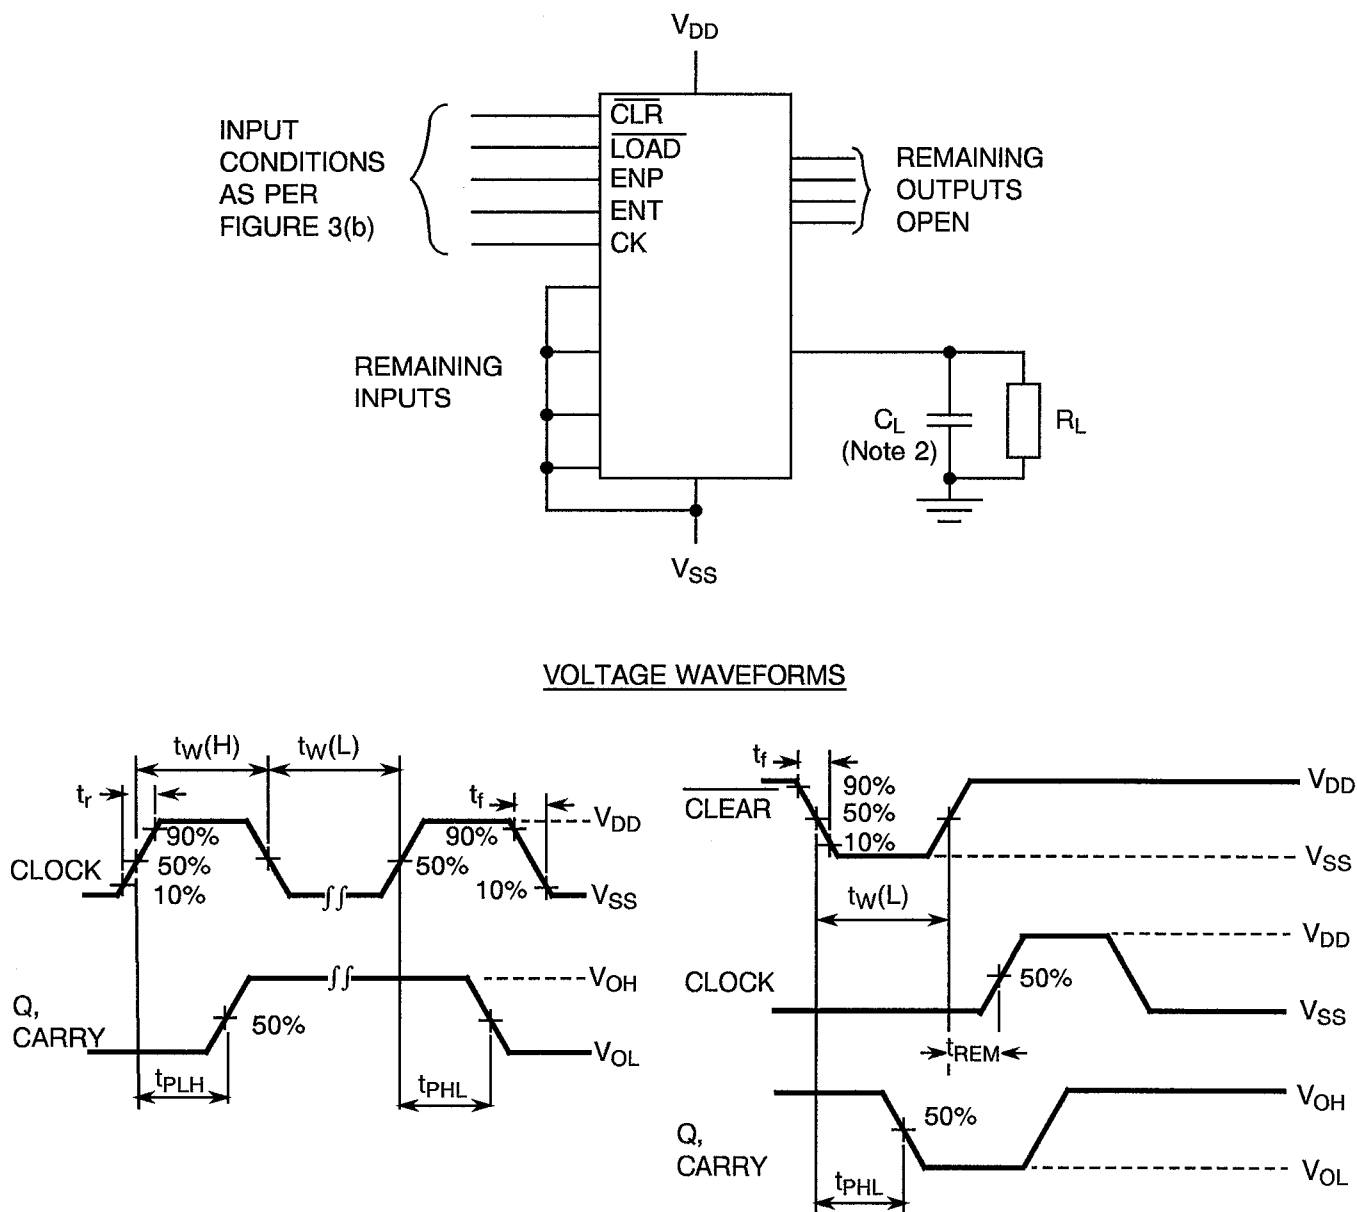 VDD
INPUT
CONDITIONS
AS PER
FIGURE 3(b)
CLR
LOAD
ENP
ENT
CK
REMAINING
OUTPUTS
OPEN
REMAINING
INPUTS
CL
(Note 2)
RL
VSS
VOLTAGE WAVEFORMS
tW(H)
tW(L)
tr
tf
90%
50%
10%
90%
50%
10%
VDD
VSS
CLOCK
Q,
CARRY
50%
VOH
VOL
tPLH
tPHL
tf
CLEAR
90%
50%
10%
VDD
VSS
tW(L)
CLOCK
50%
VDD
VSS
tREM
Q,
CARRY
50%
VOH
VOL
tPHL